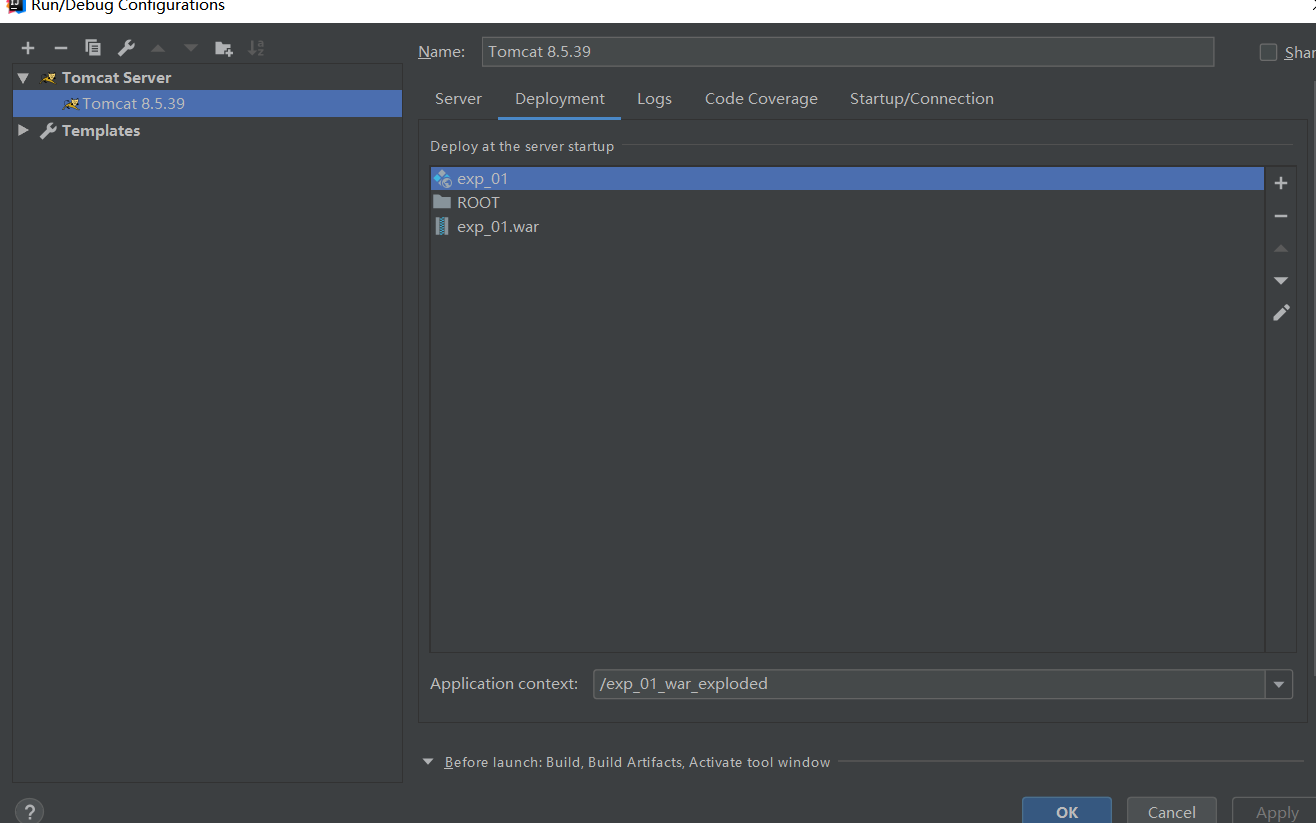 Run/Debug Configurations
Name: Tomcat 8.5.39
Tomcat Server
Tomcat 8.5.39
Templates
Server Deployment Logs Code Coverage Startup/Connection
Deploy at the server startup
exp_01
ROOT
exp_01.war
Application context: /exp_01_war_exploded
Before launch: Build, Build Artifacts, Activate tool window
? OK Cancel Apply